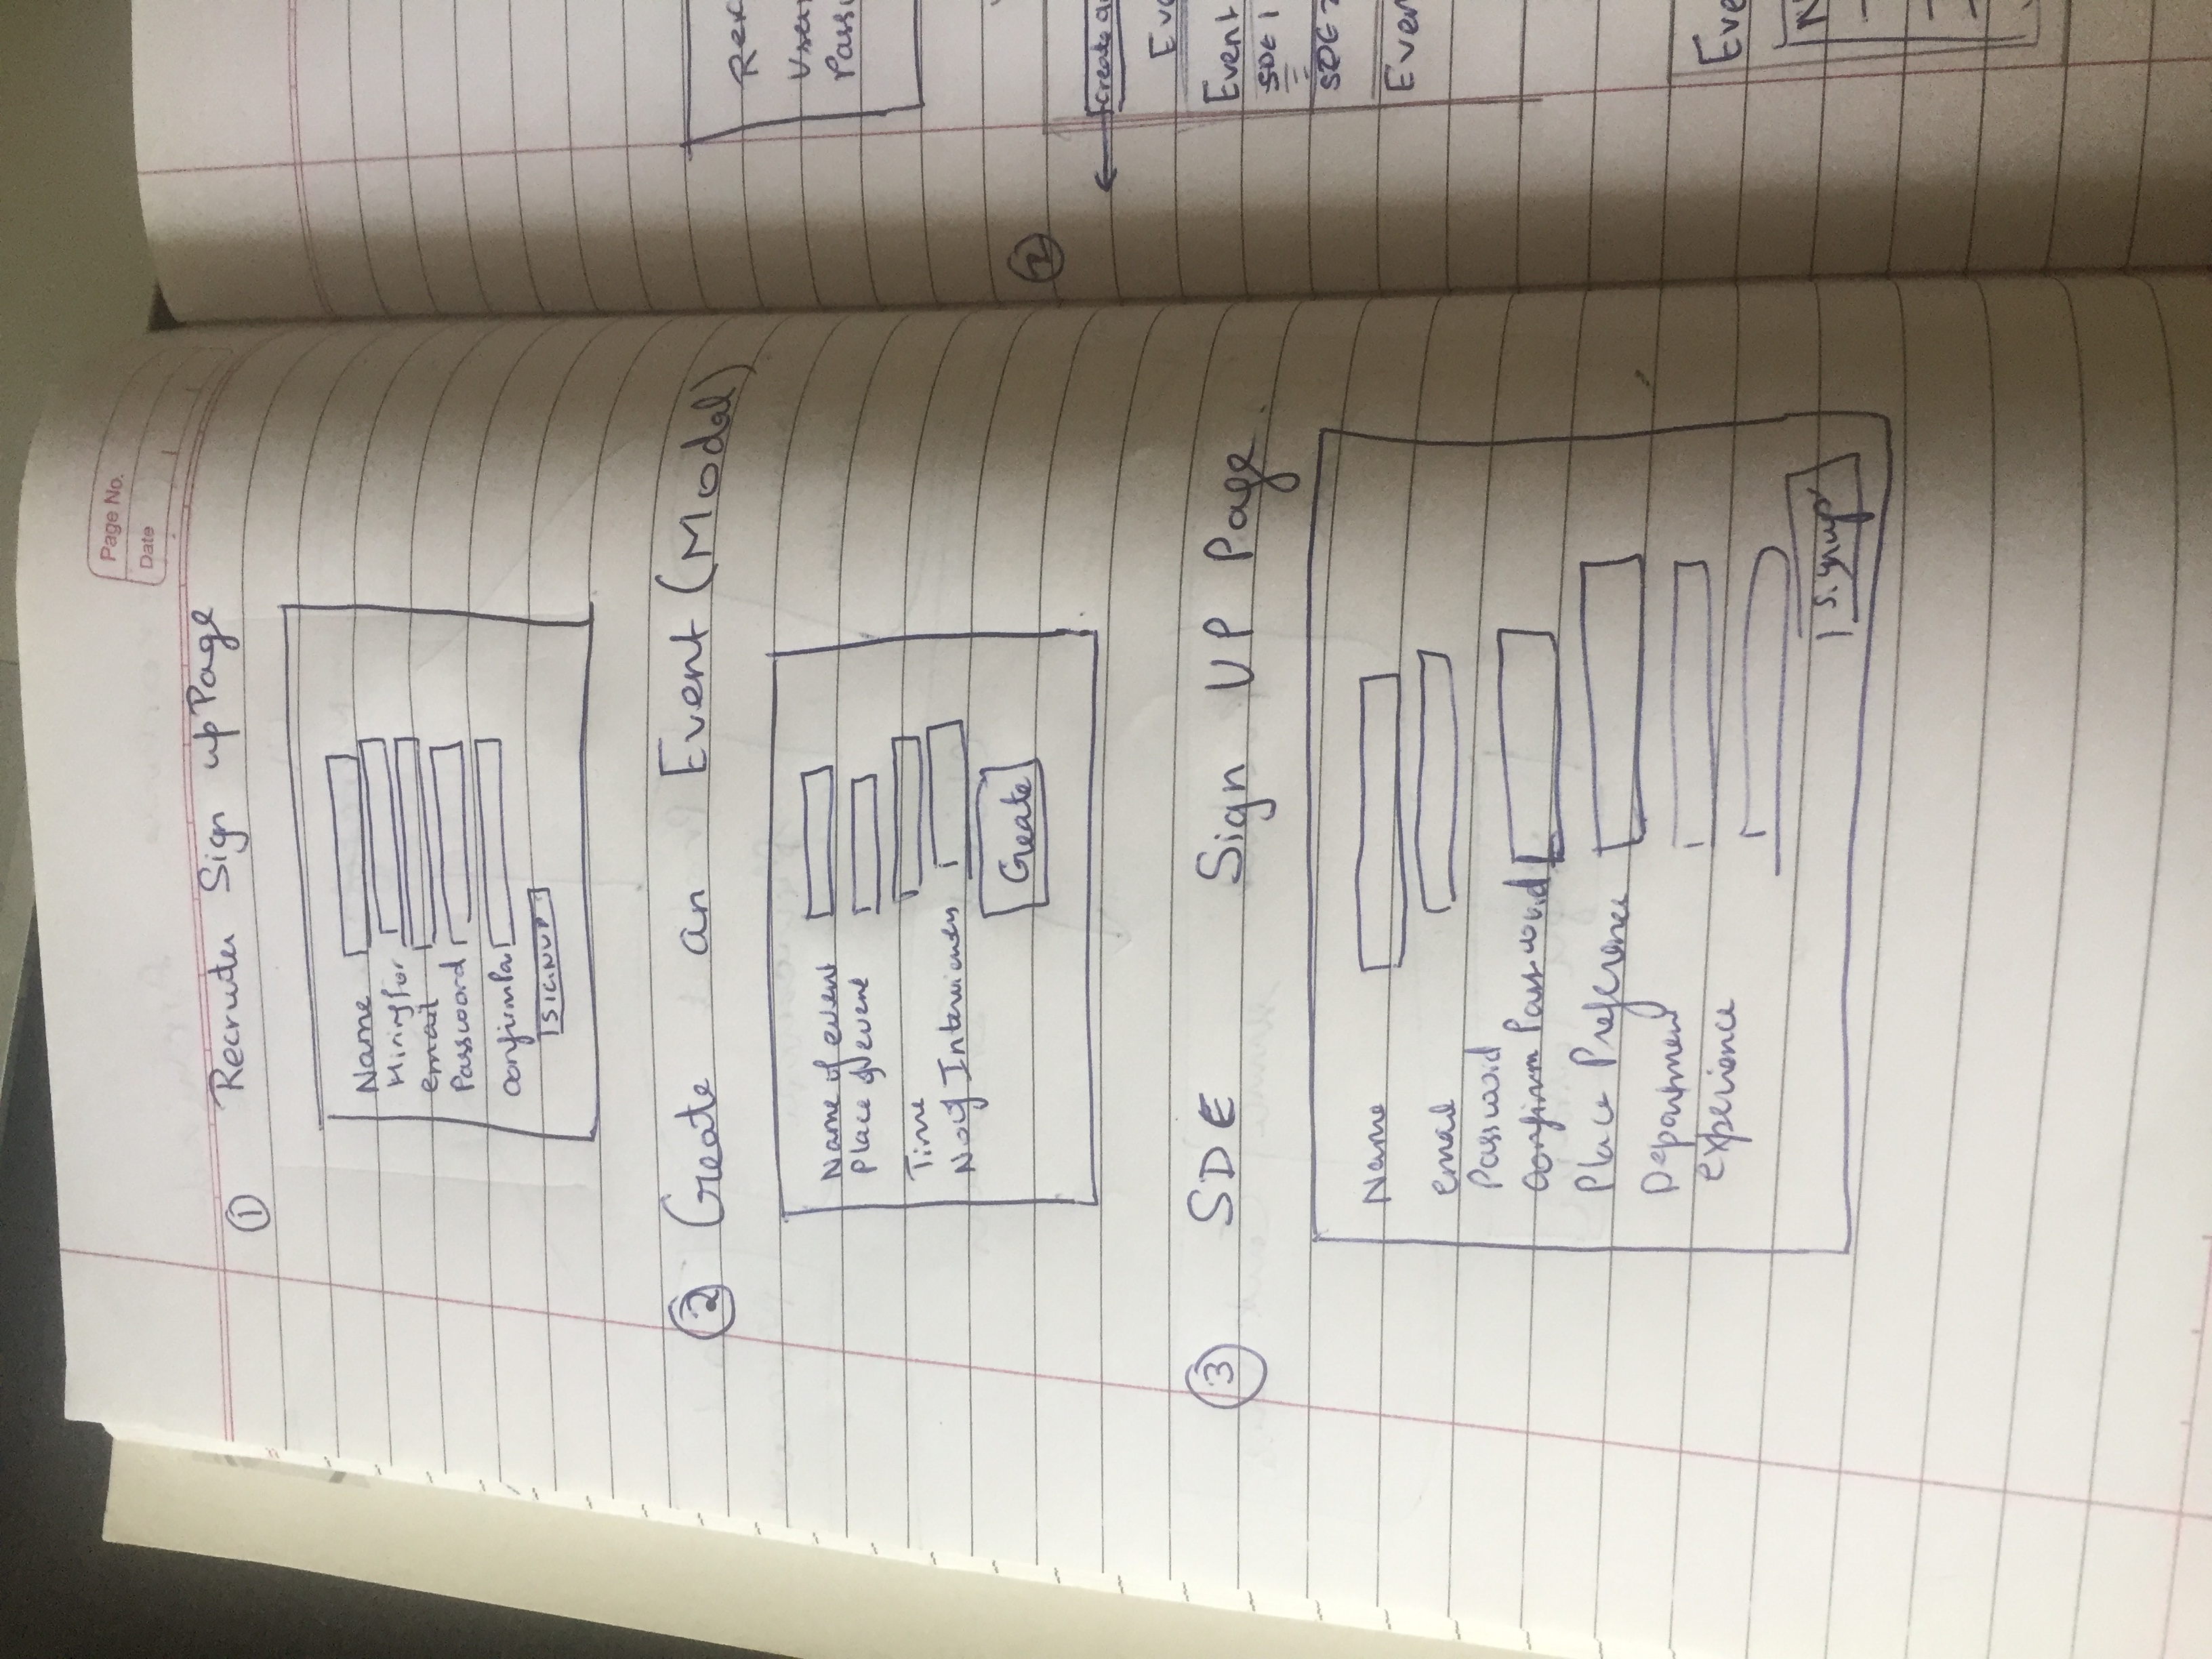 Page No.
Date
① Recruiter Sign up Page
Name
Hiring for
email
Password
confirm Pa
SIGNUP
② Create an Event (Modal)
Name of event
Place of event
Time
No of Interviewers
Create
③ SDE Sign UP Page
Name
email
Password
Confirm Password
Place Preference
Department
experience
Signup
User
Pass
②
Create a
Eve
Event
SDE 1
SDE 2
Even
Eve
N